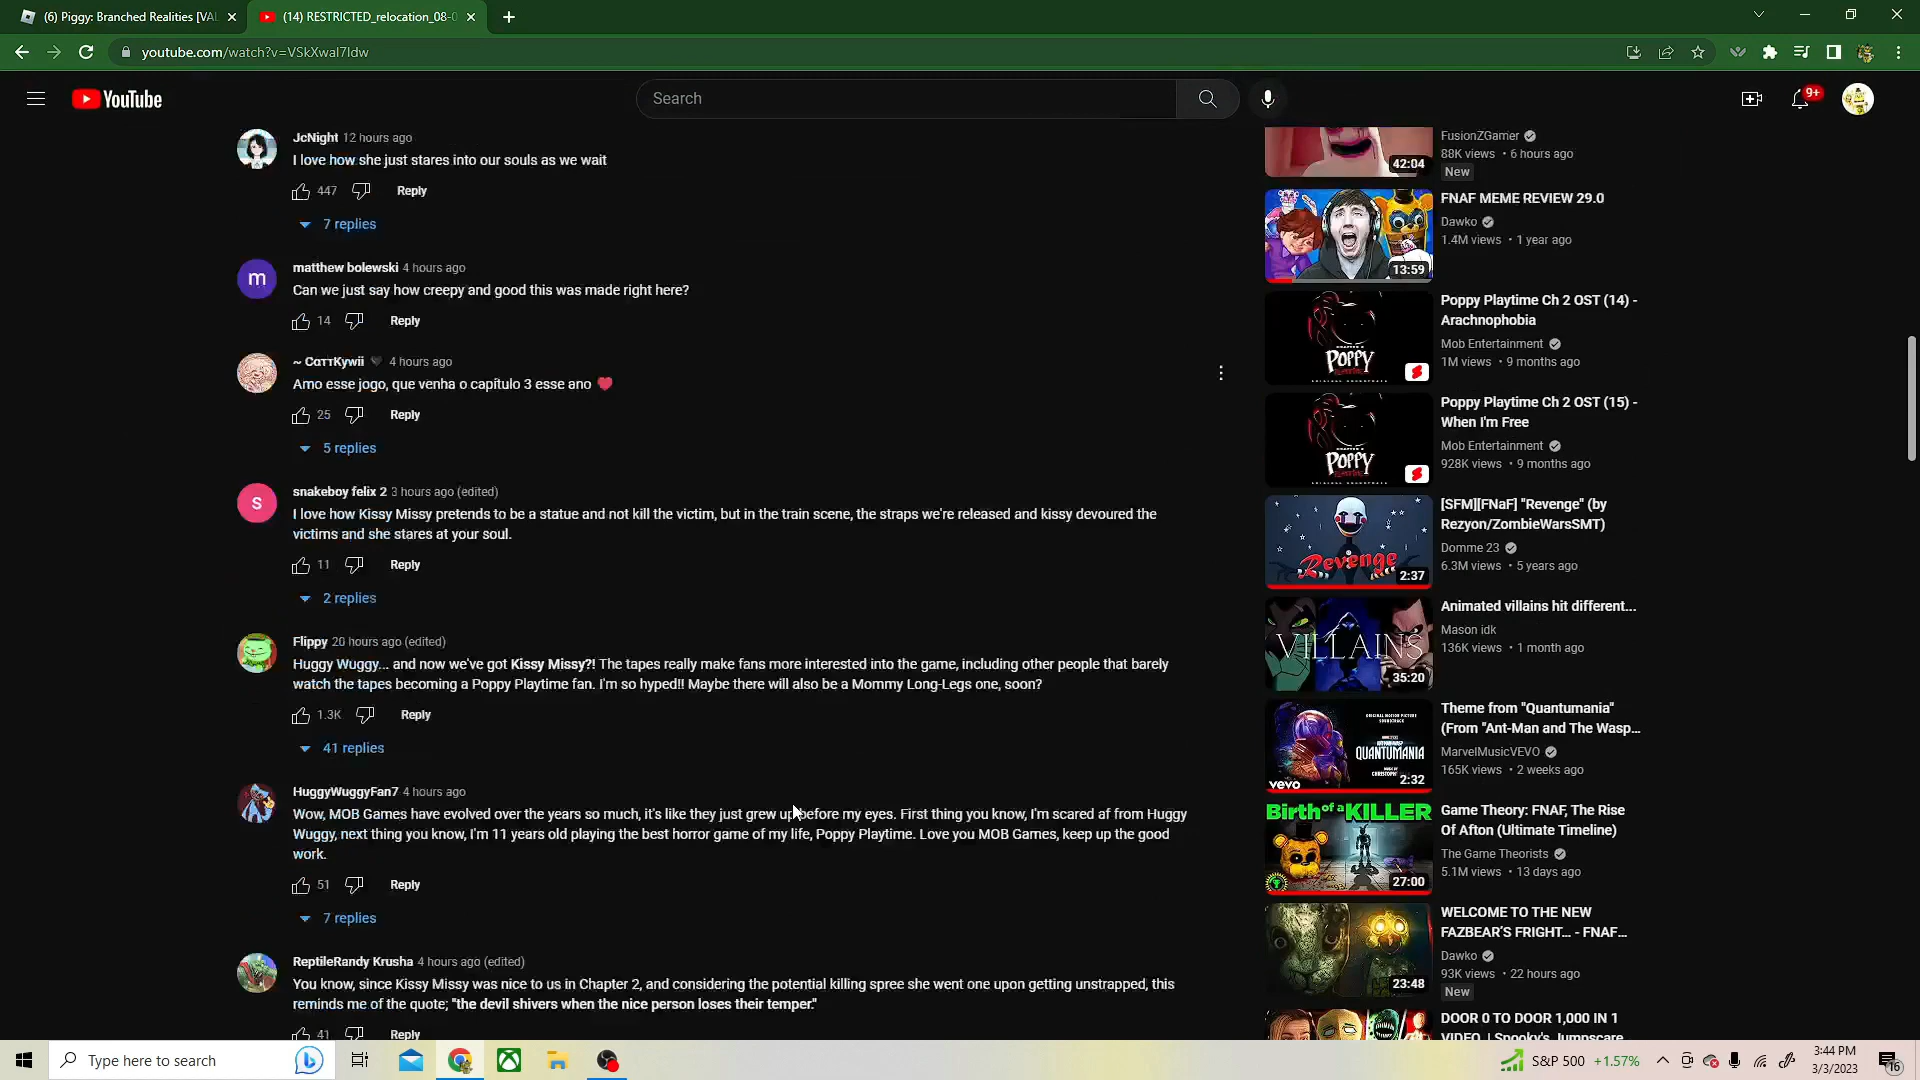 (6) Piggy: Branched Realities [VAL
(14) RESTRICTED_relocation_08-0
youtube.com/watch?v=VSkXwal7Idw
YouTube
Search
9+
JcNight 12 hours ago
I love how she just stares into our souls as we wait
447 Reply
7 replies
m
matthew bolewski 4 hours ago
Can we just say how creepy and good this was made right here?
14 Reply
~ CαττKywii 🖤 4 hours ago
Amo esse jogo, que venha o capítulo 3 esse ano ❤️
25 Reply
5 replies
S
snakeboy felix 2 3 hours ago (edited)
I love how Kissy Missy pretends to be a statue and not kill the victim, but in the train scene, the straps we're released and kissy devoured the
victims and she stares at your soul.
11 Reply
2 replies
Flippy 20 hours ago (edited)
Huggy Wuggy... and now we've got Kissy Missy?! The tapes really make fans more interested into the game, including other people that barely
watch the tapes becoming a Poppy Playtime fan. I'm so hyped!! Maybe there will also be a Mommy Long-Legs one, soon?
1.3K Reply
41 replies
HuggyWuggyFan7 4 hours ago
Wow, MOB Games have evolved over the years so much, it's like they just grew up before my eyes. First thing you know, I'm scared af from Huggy
Wuggy, next thing you know, I'm 11 years old playing the best horror game of my life, Poppy Playtime. Love you MOB Games, keep up the good
work.
51 Reply
7 replies
ReptileRandy Krusha 4 hours ago (edited)
You know, since Kissy Missy was nice to us in Chapter 2, and considering the potential killing spree she went one upon getting unstrapped, this
reminds me of the quote; "the devil shivers when the nice person loses their temper."
41 Reply
42:04
FusionZGamer
88K views • 6 hours ago
New
13:59
FNAF MEME REVIEW 29.0
Dawko
1.4M views • 1 year ago
POPPY
Poppy Playtime Ch 2 OST (14) -
Arachnophobia
Mob Entertainment
1M views • 9 months ago
POPPY
Poppy Playtime Ch 2 OST (15) -
When I'm Free
Mob Entertainment
928K views • 9 months ago
Revenge
2:37
[SFM][FNaF] "Revenge" (by
Rezyon/ZombieWarsSMT)
Domme 23
6.3M views • 5 years ago
VILLAINS
35:20
Animated villains hit different...
Mason idk
136K views • 1 month ago
QUANTUMANIA
vevo
2:32
Theme from "Quantumania"
(From "Ant-Man and The Wasp...
MarvelMusicVEVO
165K views • 2 weeks ago
Birth of a KILLER
27:00
Game Theory: FNAF, The Rise
Of Afton (Ultimate Timeline)
The Game Theorists
5.1M views • 13 days ago
23:48
WELCOME TO THE NEW
FAZBEAR'S FRIGHT... - FNAF...
Dawko
93K views • 22 hours ago
New
DOOR 0 TO DOOR 1,000 IN 1
VIDEO | Spooky's Jumpscare
Type here to search
S&P 500 +1.57%
3:44 PM
3/3/2023
16